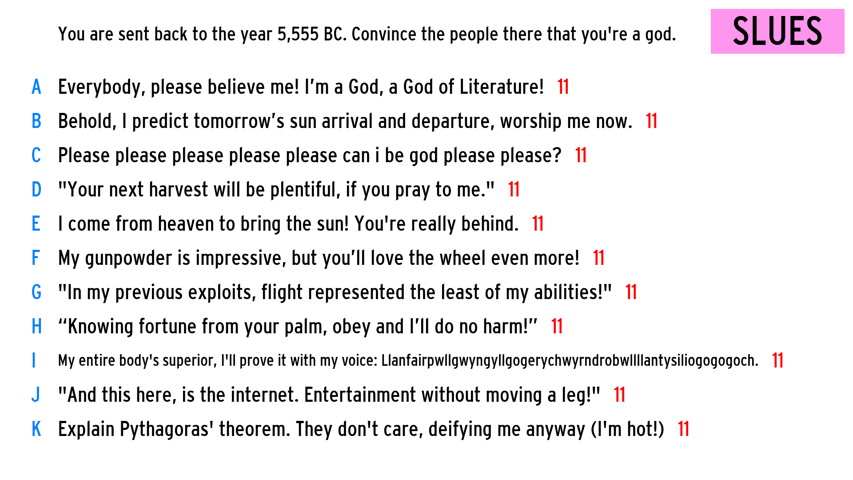 You are sent back to the year 5,555 BC. Convince the people there that you're a god.
SLUES
A Everybody, please believe me! I'm a God, a God of Literature! 11
B Behold, I predict tomorrow's sun arrival and departure, worship me now. 11
C Please please please please please can i be god please please? 11
D "Your next harvest will be plentiful, if you pray to me." 11
E I come from heaven to bring the sun! You're really behind. 11
F My gunpowder is impressive, but you'll love the wheel even more! 11
G "In my previous exploits, flight represented the least of my abilities!" 11
H “Knowing fortune from your palm, obey and I'll do no harm!” 11
I My entire body's superior, I'll prove it with my voice: Llanfairpwllgwyngyllgogerychwyrndrobwllllantysiliogogogoch. 11
J "And this here, is the internet. Entertainment without moving a leg!" 11
K Explain Pythagoras' theorem. They don't care, deifying me anyway (I'm hot!) 11